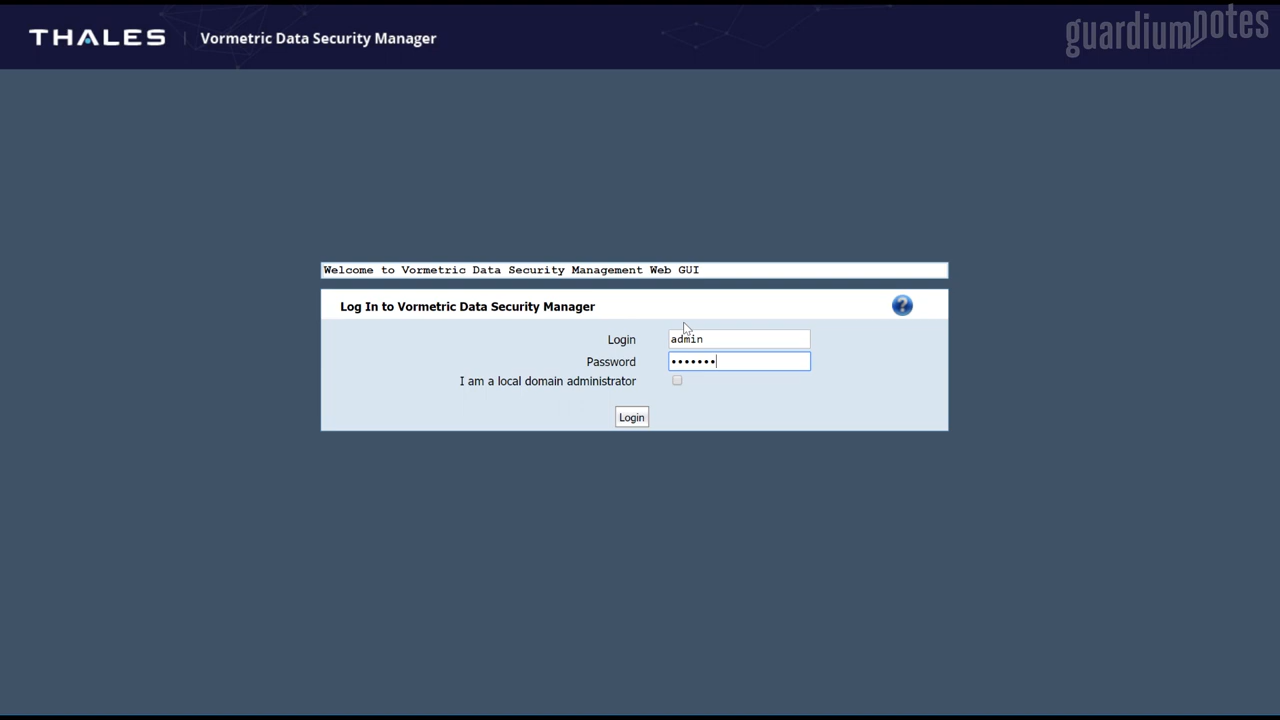 THALES | Vormetric Data Security Manager
guardiumnotes
Welcome to Vormetric Data Security Management Web GUI
Log In to Vormetric Data Security Manager
?
Login admin
Password •••••••
I am a local domain administrator
Login